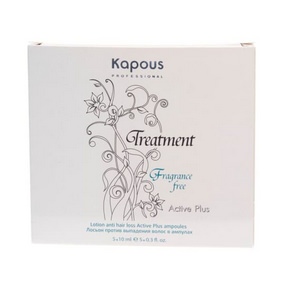 Kapous
PROFESSIONAL
Treatment
Fragrance
free
Active Plus
Lotion anti hair loss Active Plus ampoules
Лосьон против выпадения волос в ампулах
5×10 ml ℮ 5×0.3 fl. oz.